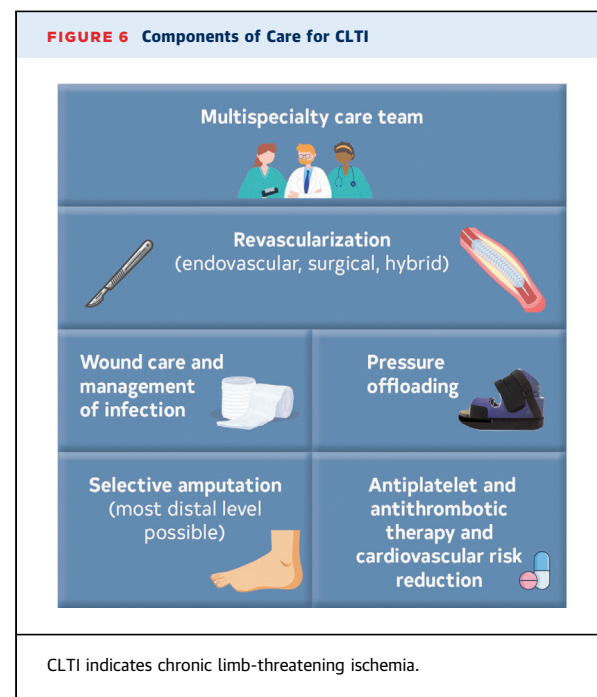 FIGURE 6 Components of Care for CLTI
Multispecialty care team
Revascularization
(endovascular, surgical, hybrid)
Wound care and
management
of infection
Pressure
offloading
Selective amputation
(most distal level
possible)
Antiplatelet and
antithrombotic
therapy and
cardiovascular risk
reduction
CLTI indicates chronic limb-threatening ischemia.